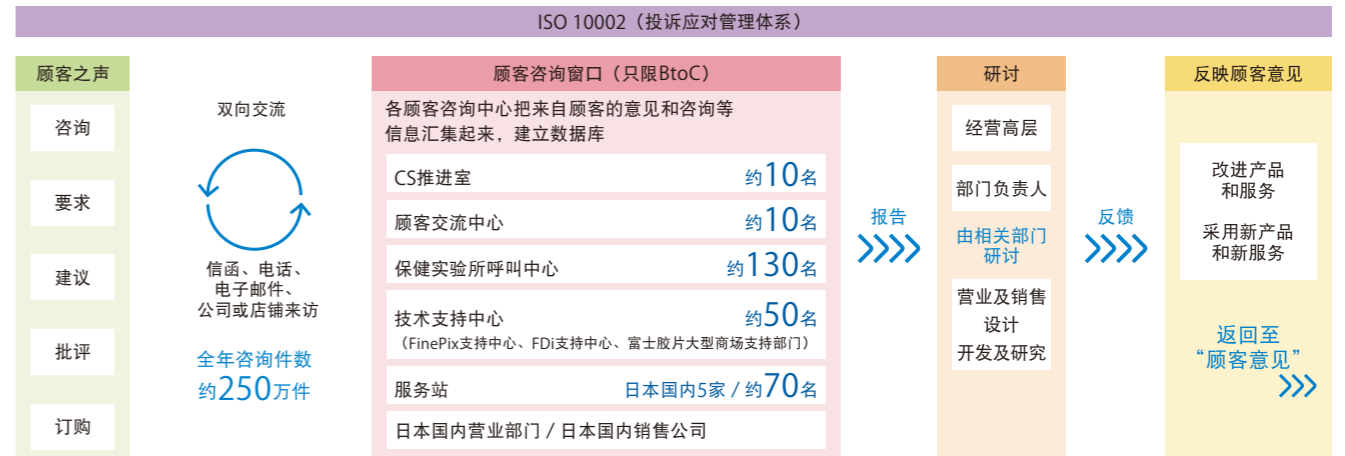 ISO 10002（投诉应对管理体系）
顾客之声
咨询
要求
建议
批评
订购
双向交流
信函、电话、
电子邮件、
公司或店铺来访
全年咨询件数
约250万件
顾客咨询窗口（只限BtoC）
各顾客咨询中心把来自顾客的意见和咨询等
信息汇集起来，建立数据库
CS推进室 约10名
顾客交流中心 约10名
保健实验所呼叫中心 约130名
技术支持中心 约50名
（FinePix支持中心、FDi支持中心、富士胶片大型商场支持部门）
服务站 日本国内5家 / 约70名
日本国内营业部门 / 日本国内销售公司
报告
研讨
经营高层
部门负责人
由相关部门
研讨
营业及销售
设计
开发及研究
反馈
反映顾客意见
改进产品
和服务
采用新产品
和新服务
返回至
“顾客意见”